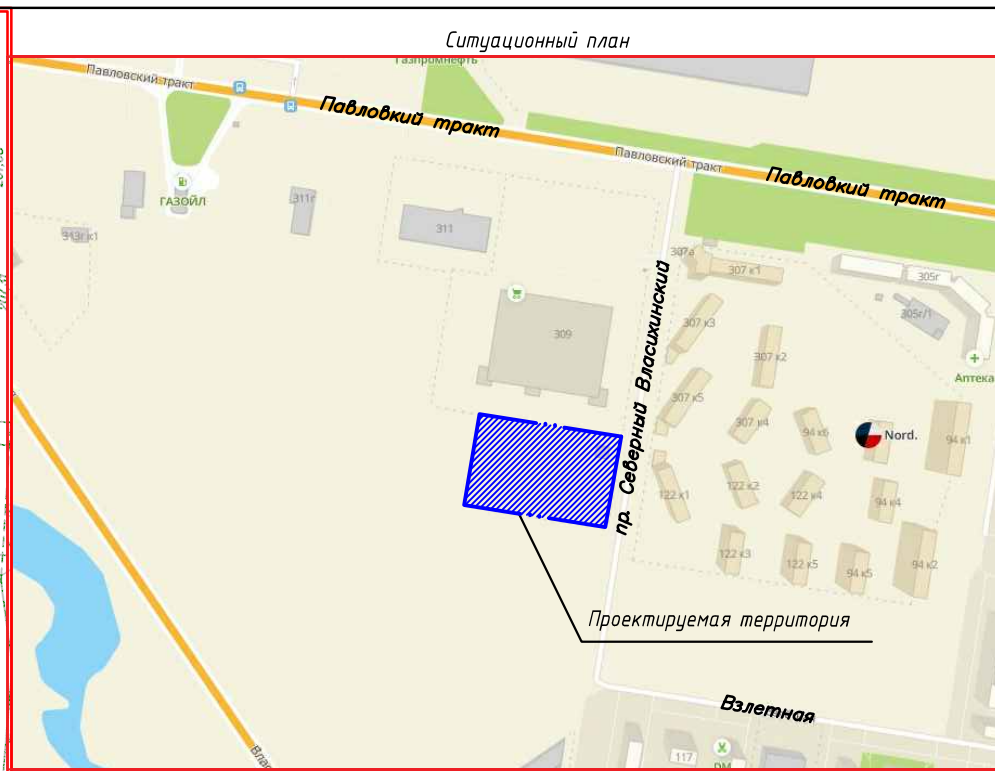 Ситуационный план
Газпромнефть
Павловский тракт
Павловкий тракт
Павловский тракт
Павловкий тракт
ГАЗОЙЛ
311г
311
313г к1
307а
307 к1
305г
305г/1
309
307 к3
307 к2
Аптека
307 к5
307 к4
94 к6
Nord.
94 к1
пр. Северный Власихинский
122 к1
122 к2
122 к4
94 к4
122 к3
122 к5
94 к5
94 к2
Проектируемая территория
Взлетная
117
DM
Влас